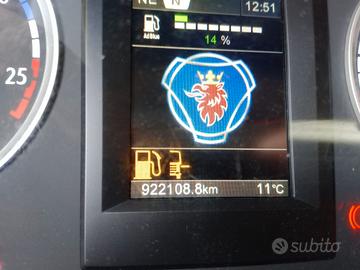 NE N 12:51
AdBlue
14 %
25
922108.8km 11°C
subito